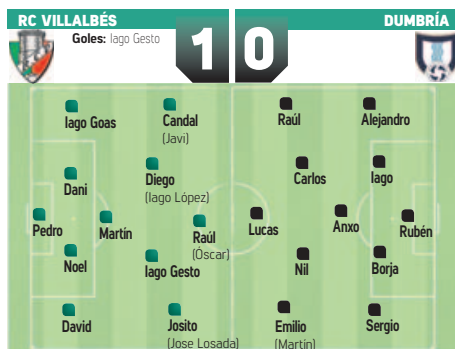 RC VILLALBÉS
DUMBRÍA
Goles: Iago Gesto
1 0
Iago Goas
Candal
(Javi)
Raúl
Alejandro
Dani
Diego
(Iago López)
Carlos
Iago
Pedro
Martín
Raúl
(Óscar)
Lucas
Anxo
Rubén
Noel
Iago Gesto
Nil
Borja
David
Josito
(Jose Losada)
Emilio
(Martín)
Sergio